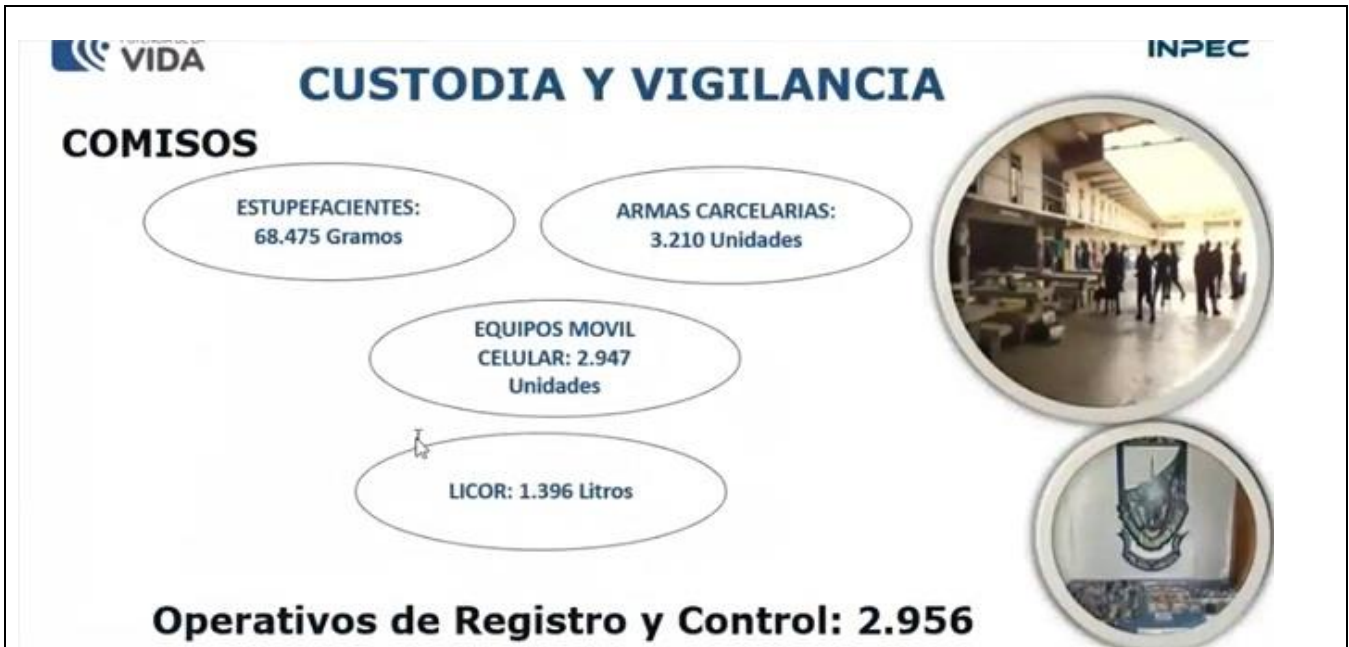 VIDA
INPEC
CUSTODIA Y VIGILANCIA
COMISOS
ESTUPEFACIENTES:
68.475 Gramos
ARMAS CARCELARIAS:
3.210 Unidades
EQUIPOS MOVIL
CELULAR: 2.947
Unidades
LICOR: 1.396 Litros
Operativos de Registro y Control: 2.956